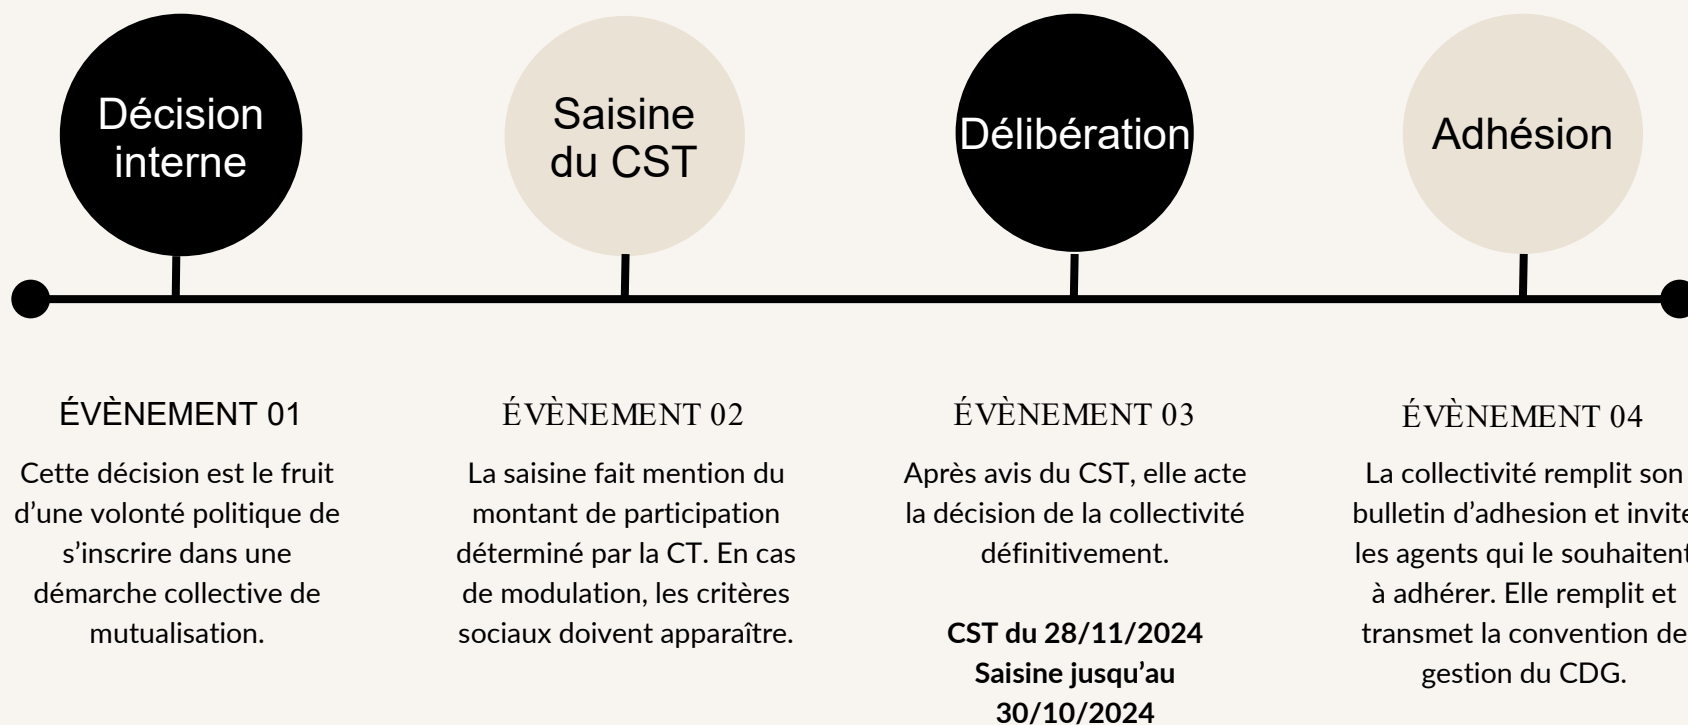 Décision
interne
Saisine
du CST
Délibération
Adhésion
ÉVÈNEMENT 01
Cette décision est le fruit
d’une volonté politique de
s’inscrire dans une
démarche collective de
mutualisation.
ÉVÈNEMENT 02
La saisine fait mention du
montant de participation
déterminé par la CT. En cas
de modulation, les critères
sociaux doivent apparaître.
ÉVÈNEMENT 03
Après avis du CST, elle acte
la décision de la collectivité
définitivement.
CST du 28/11/2024
Saisine jusqu’au
30/10/2024
ÉVÈNEMENT 04
La collectivité remplit son
bulletin d’adhesion et invite
les agents qui le souhaitent
à adhérer. Elle remplit et
transmet la convention de
gestion du CDG.